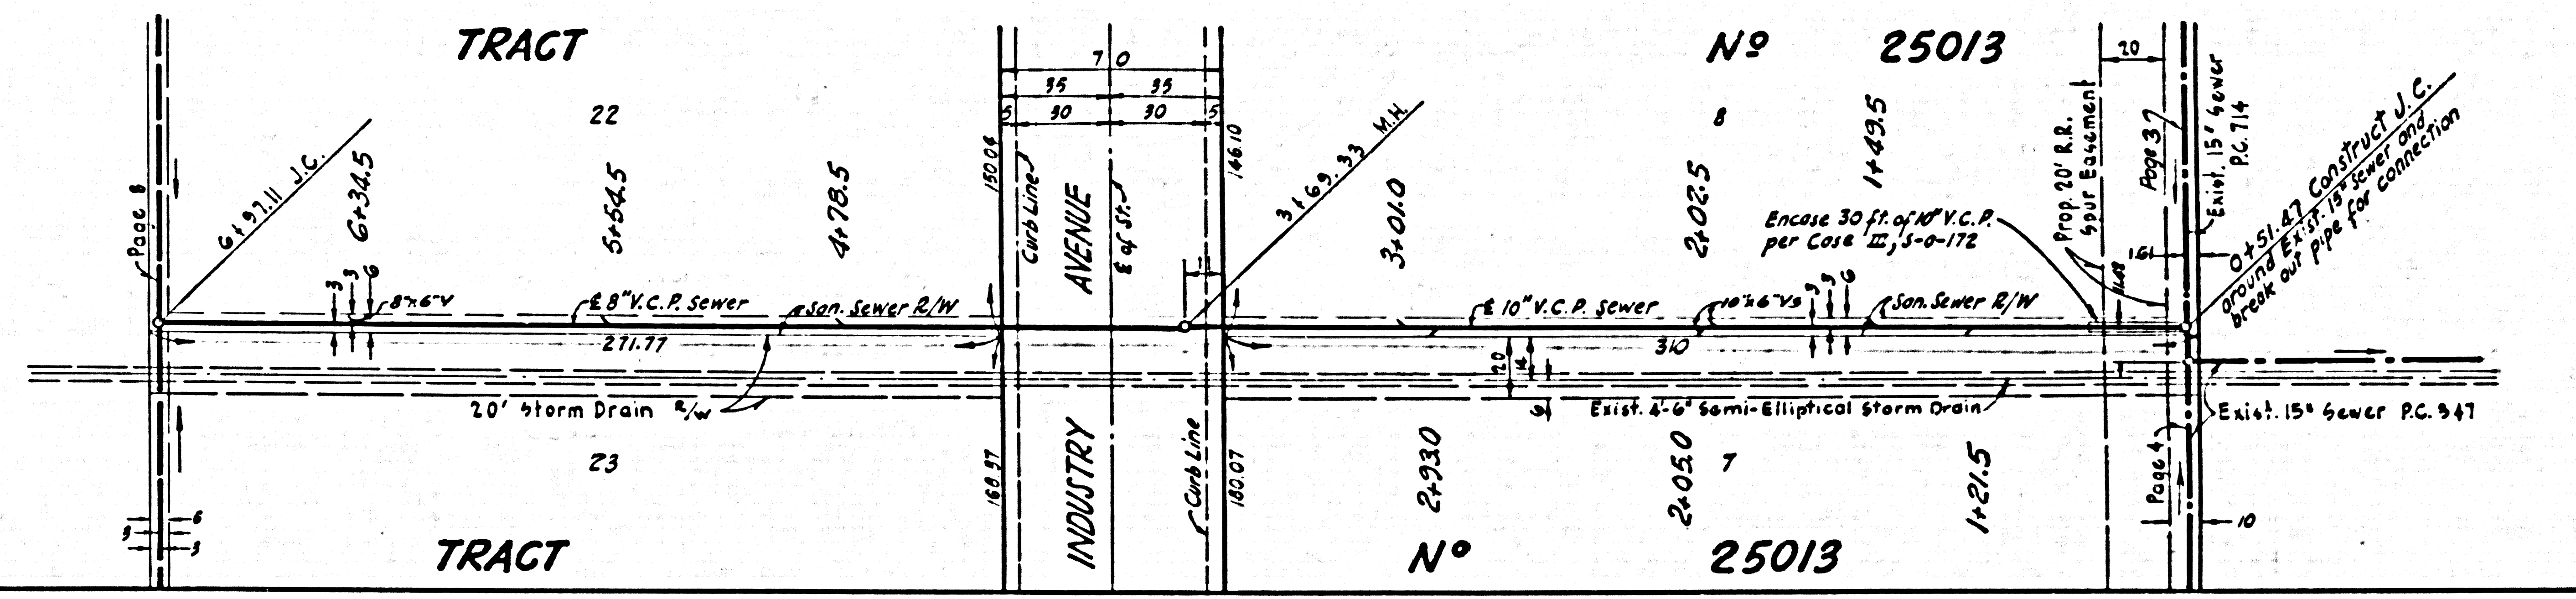 TRACT
Nº 25013
22
8
7 0
35 35
5 30 30 5
20
Page 8
6+97.11 J.C.
6+34.5
5+54.5
4+78.5
150.04
Curb Line
AVENUE
℄ of St.
146.10
3+69.33 M.H.
3+01.0
2+02.5
1+49.5
Encase 30 ft. of 10" V.C.P.
per Case III, S-a-172
Prop. 20' R.R.
Spur Easement
Page 37
Exist. 15" Sewer
P.C. 714
0+51.47 Construct J.C.
around Exist. 15" sewer and
break out pipe for connection
3
3
6
8"x6"Y
℄ 8" V.C.P. Sewer
San. Sewer R/W
℄ 10" V.C.P. Sewer
10"x6"Ys
3
3
6
San. Sewer R/W
271.77
310
20
14
6
20' Storm Drain R/W
Exist. 4'-6" Semi-Elliptical Storm Drain
Exist. 15" Sewer P.C. 347
23
7
168.97
INDUSTRY
Curb Line
180.07
2+93.0
2+05.0
1+21.5
Page 4
10
3 6
3
TRACT
Nº 25013